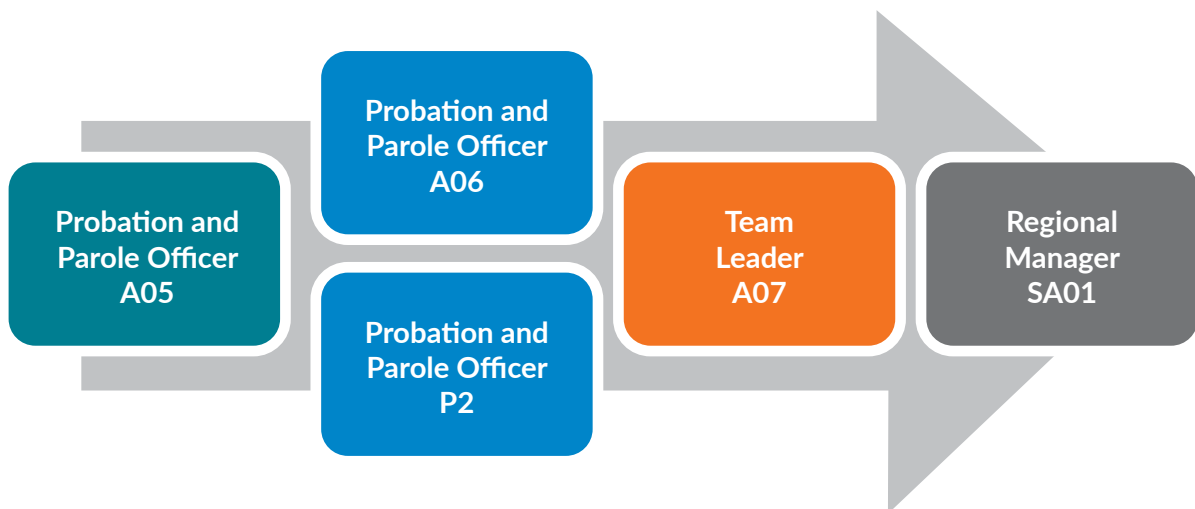 Probation and
Parole Officer
A05
Probation and
Parole Officer
A06
Probation and
Parole Officer
P2
Team
Leader
A07
Regional
Manager
SA01